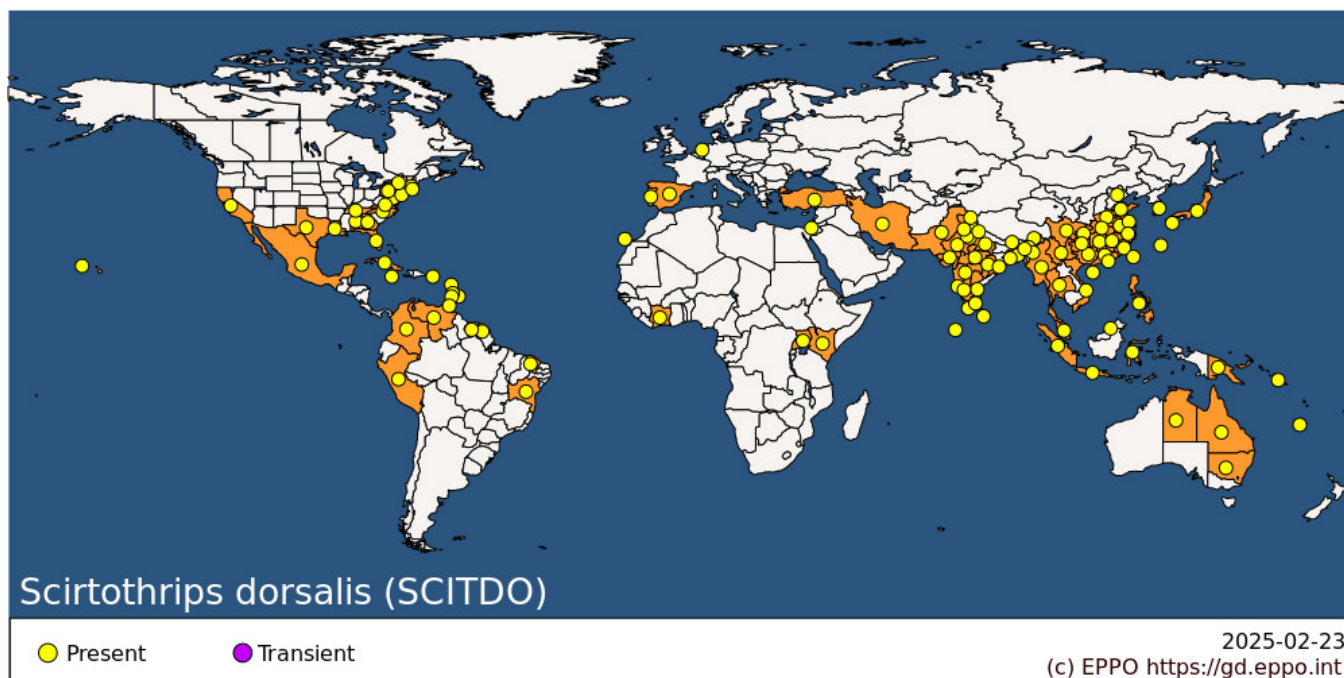 Scirtothrips dorsalis (SCITDO)
Present
Transient
2025-02-23
(c) EPPO https://gd.eppo.int